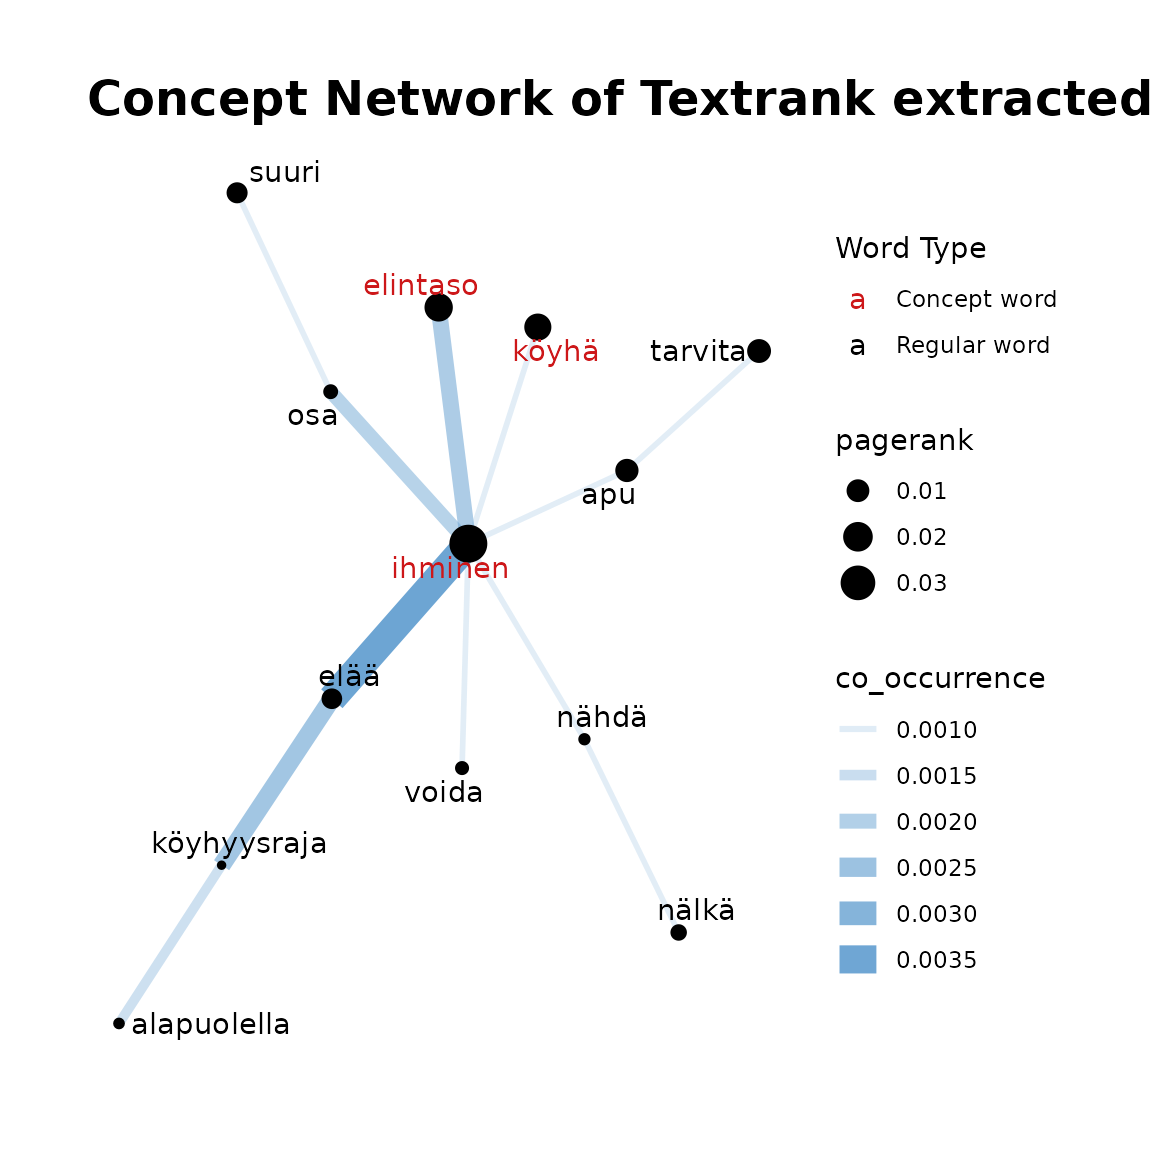 Concept Network of Textrank extracted
suuri
elintaso
köyhä
tarvita
osa
apu
ihminen
elää
nähdä
voida
köyhyysraja
nälkä
alapuolella
Word Type
a Concept word
a Regular word
pagerank
0.01
0.02
0.03
co_occurrence
0.0010
0.0015
0.0020
0.0025
0.0030
0.0035